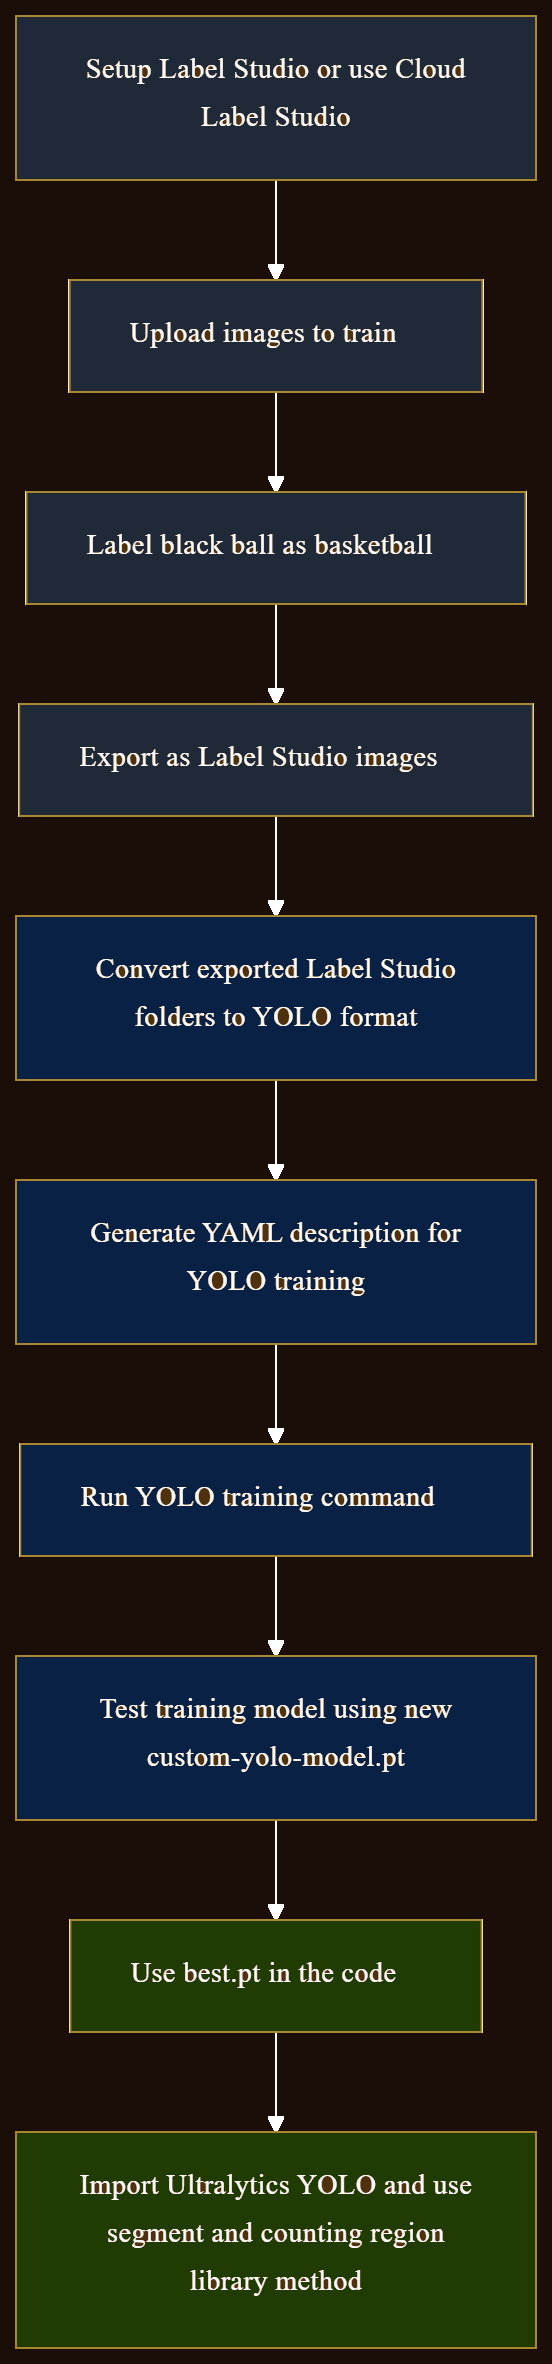 Setup Label Studio or use Cloud
Label Studio
Upload images to train
Label black ball as basketball
Export as Label Studio images
Convert exported Label Studio
folders to YOLO format
Generate YAML description for
YOLO training
Run YOLO training command
Test training model using new
custom-yolo-model.pt
Use best.pt in the code
Import Ultralytics YOLO and use
segment and counting region
library method